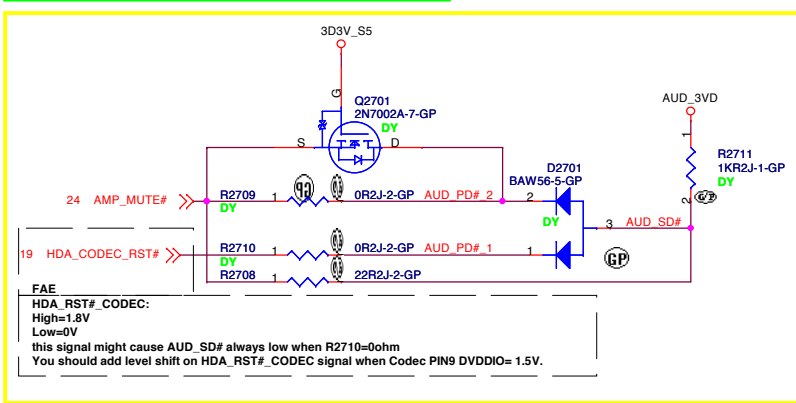 3D3V_S5
G
Q2701
2N7002A-7-GP
DY
AUD_3VD
S
D
1
R2711
1KR2J-1-GP
DY
2
D2701
BAW56-5-GP
24 AMP_MUTE#
R2709
DY
1
0R2J-2-GP
AUD_PD#_2
2
DY
3
AUD_SD#
19 HDA_CODEC_RST#
R2710
DY
1
0R2J-2-GP
AUD_PD#_1
1
GP
R2708
1
22R2J-2-GP
FAE
HDA_RST#_CODEC:
High=1.8V
Low=0V
this signal might cause AUD_SD# always low when R2710=0ohm
You should add level shift on HDA_RST#_CODEC signal when Codec PIN9 DVDDIO= 1.5V.